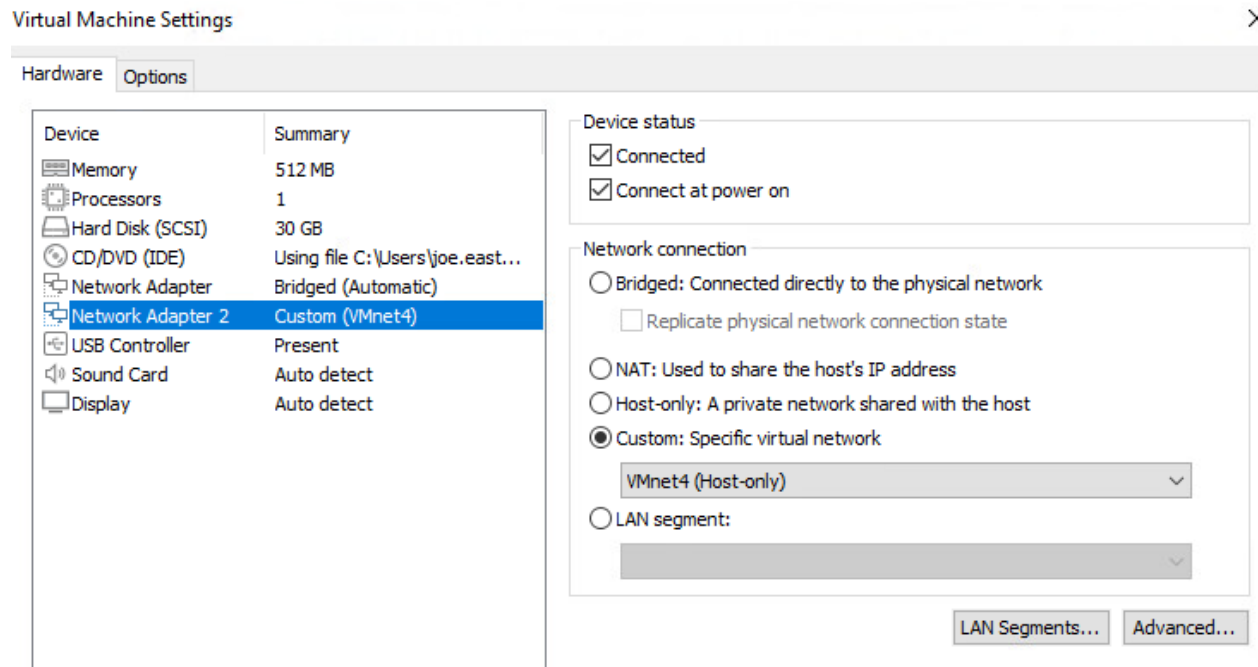 Virtual Machine Settings
Hardware Options
Device Summary
Memory 512 MB
Processors 1
Hard Disk (SCSI) 30 GB
CD/DVD (IDE) Using file C:\Users\joe.east...
Network Adapter Bridged (Automatic)
Network Adapter 2 Custom (VMnet4)
USB Controller Present
Sound Card Auto detect
Display Auto detect
Device status
Connected
Connect at power on
Network connection
Bridged: Connected directly to the physical network
Replicate physical network connection state
NAT: Used to share the host's IP address
Host-only: A private network shared with the host
Custom: Specific virtual network
VMnet4 (Host-only)
LAN segment:
LAN Segments... Advanced...